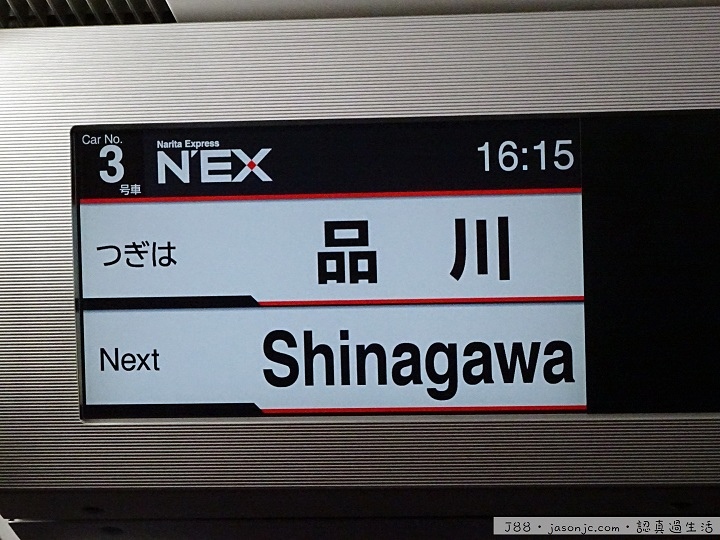 Car No.
3
号車
Narita Express
N'EX
16:15
つぎは 品川
Next Shinagawa
J88・jasonjc.com・認真過生活